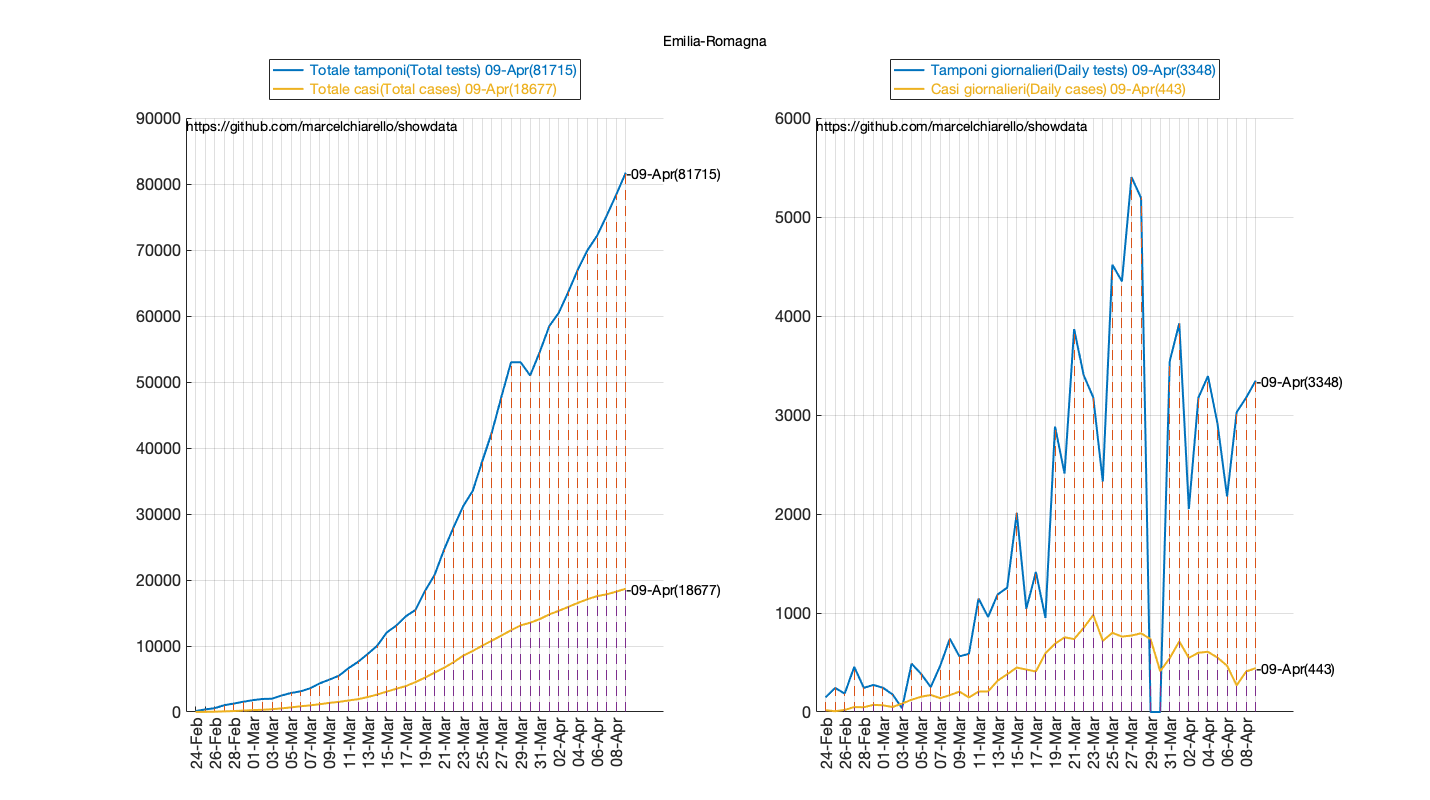 Emilia-Romagna
Totale tamponi(Total tests) 09-Apr(81715)
Totale casi(Total cases) 09-Apr(18677)
https://github.com/marcelchiarello/showdata
90000
80000
70000
60000
50000
40000
30000
20000
10000
0
-09-Apr(81715)
-09-Apr(18677)
24-Feb
26-Feb
28-Feb
01-Mar
03-Mar
05-Mar
07-Mar
09-Mar
11-Mar
13-Mar
15-Mar
17-Mar
19-Mar
21-Mar
23-Mar
25-Mar
27-Mar
29-Mar
31-Mar
02-Apr
04-Apr
06-Apr
08-Apr
Tamponi giornalieri(Daily tests) 09-Apr(3348)
Casi giornalieri(Daily cases) 09-Apr(443)
https://github.com/marcelchiarello/showdata
6000
5000
4000
3000
2000
1000
0
-09-Apr(3348)
-09-Apr(443)
24-Feb
26-Feb
28-Feb
01-Mar
03-Mar
05-Mar
07-Mar
09-Mar
11-Mar
13-Mar
15-Mar
17-Mar
19-Mar
21-Mar
23-Mar
25-Mar
27-Mar
29-Mar
31-Mar
02-Apr
04-Apr
06-Apr
08-Apr